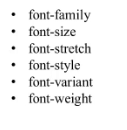 • font-family
• font-size
• font-stretch
• font-style
• font-variant
• font-weight